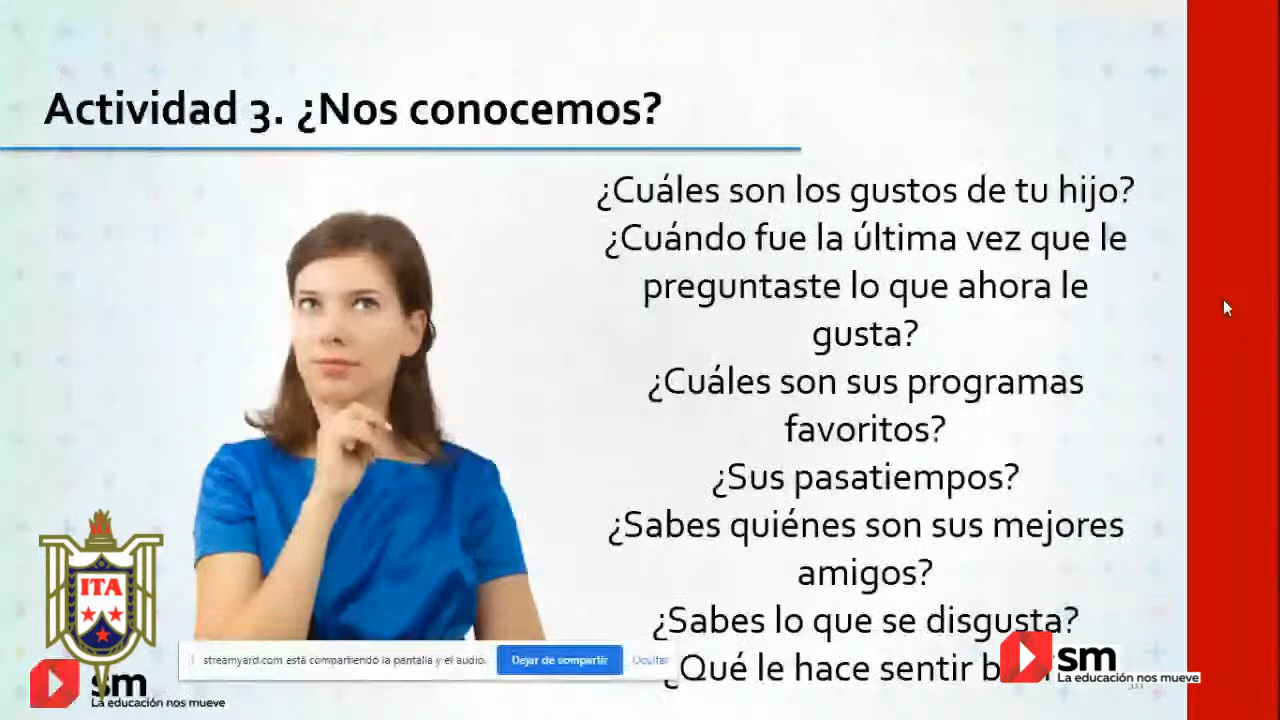 Actividad 3. ¿Nos conocemos?
¿Cuáles son los gustos de tu hijo?
¿Cuándo fue la última vez que le
preguntaste lo que ahora le
gusta?
¿Cuáles son sus programas
favoritos?
¿Sus pasatiempos?
¿Sabes quiénes son sus mejores
amigos?
¿Sabes lo que se disgusta?
¿Qué le hace sentir
ITA
streamyard.com está compartiendo la pantalla y el audio.
Dejar de compartir
Ocultar
sm
La educación nos mueve
sm
La educación nos mueve